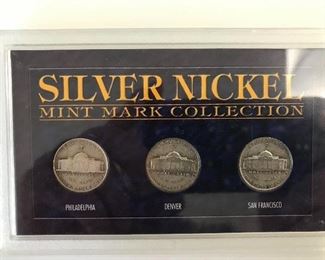 SILVER NICKEL
MINT MARK COLLECTION
PHILADELPHIA
DENVER
SAN FRANCISCO